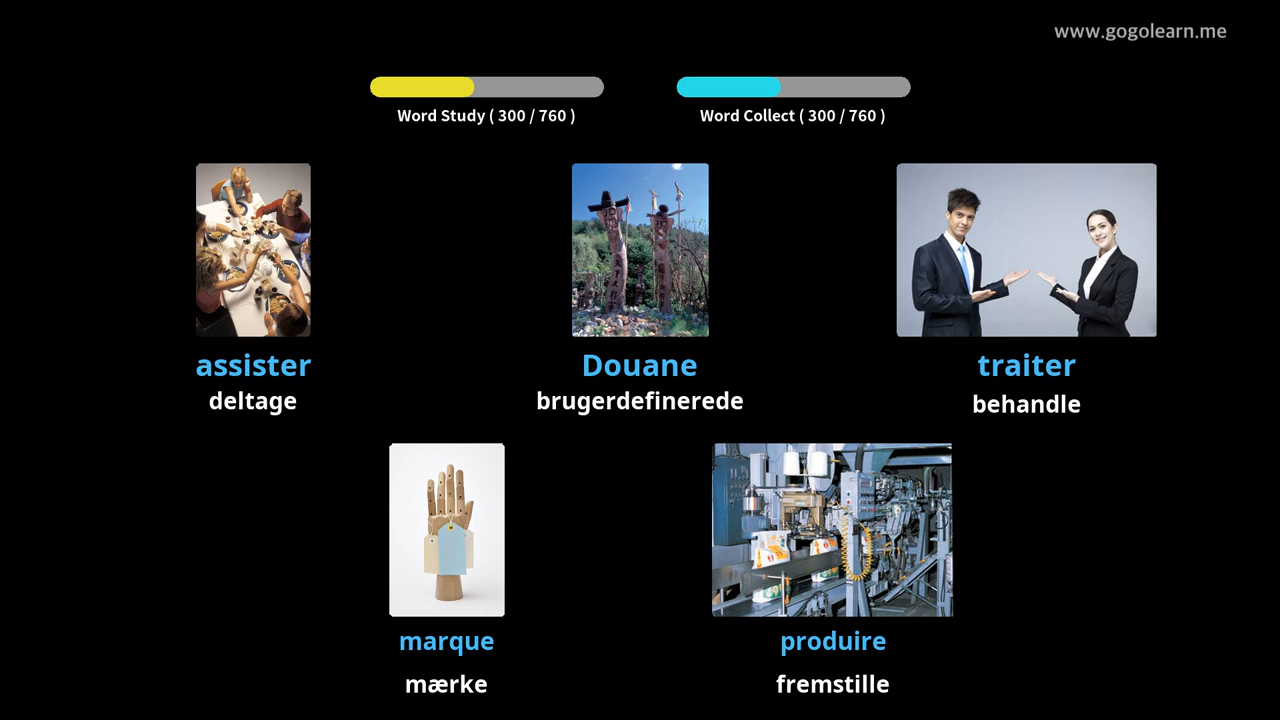 www.gogolearn.me
Word Study ( 300 / 760 )
Word Collect ( 300 / 760 )
assister
deltage
Douane
brugerdefinerede
traiter
behandle
marque
mærke
produire
fremstille